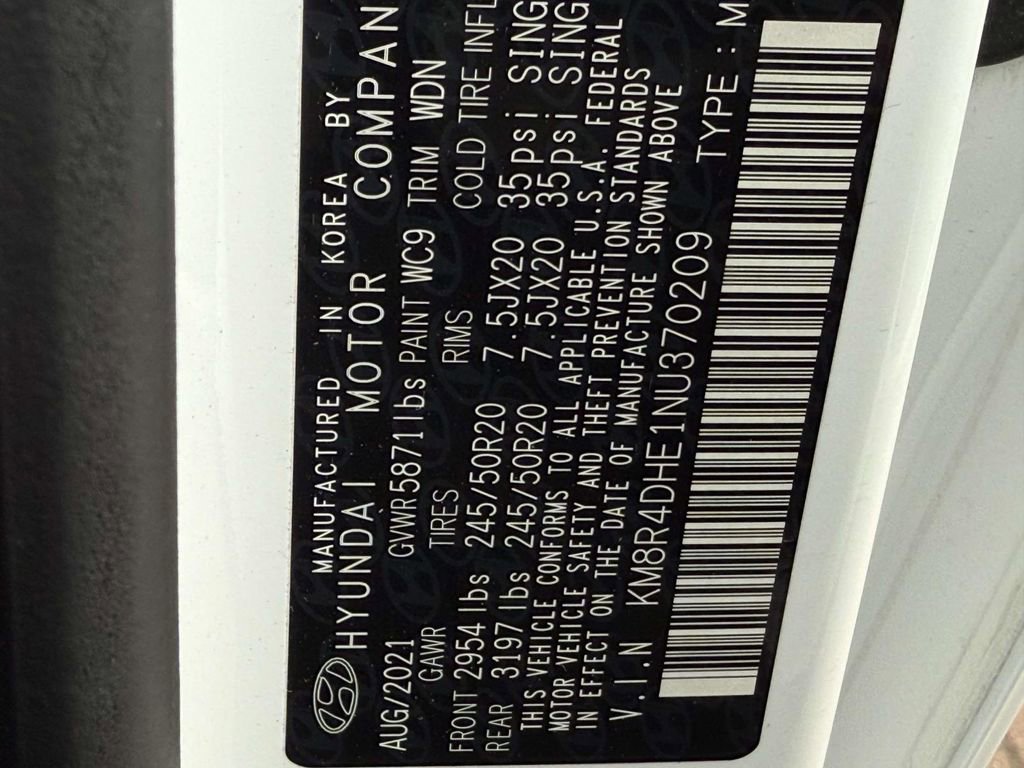 MANUFACTURED IN KOREA BY
HYUNDAI MOTOR COMPAN
AUG/2021 GVWR 5871lbs PAINT WC9 TRIM WDN
GAWR TIRES RIMS COLD TIRE INFL
FRONT 2954 lbs 245/50R20 7.5JX20 35psi SING
REAR 3197 lbs 245/50R20 7.5JX20 35psi SING
THIS VEHICLE CONFORMS TO ALL APPLICABLE U.S.A. FEDERAL
MOTOR VEHICLE SAFETY AND THEFT PREVENTION STANDARDS
IN EFFECT ON THE DATE OF MANUFACTURE SHOWN ABOVE
V.I.N KM8R4DHE1NU370209 TYPE : M